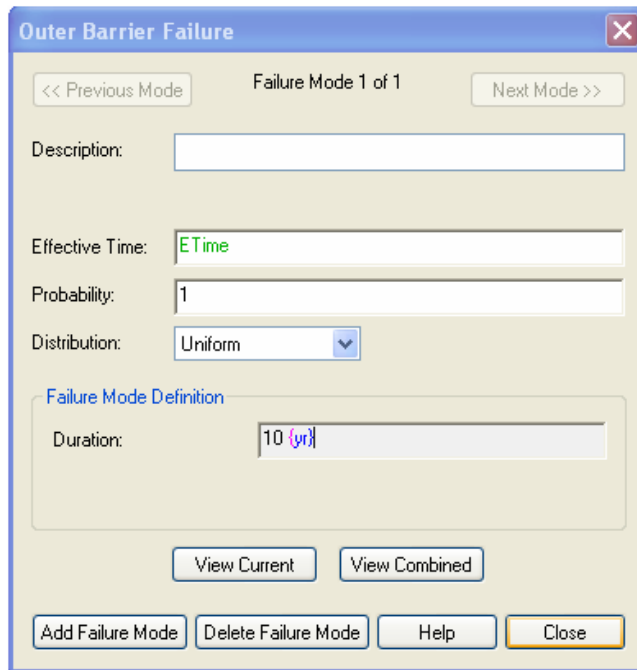 Outer Barrier Failure
<< Previous Mode Failure Mode 1 of 1 Next Mode >>
Description:
Effective Time: ETime
Probability: 1
Distribution: Uniform
Failure Mode Definition
Duration: 10 {yr}
View Current View Combined
Add Failure Mode Delete Failure Mode Help Close